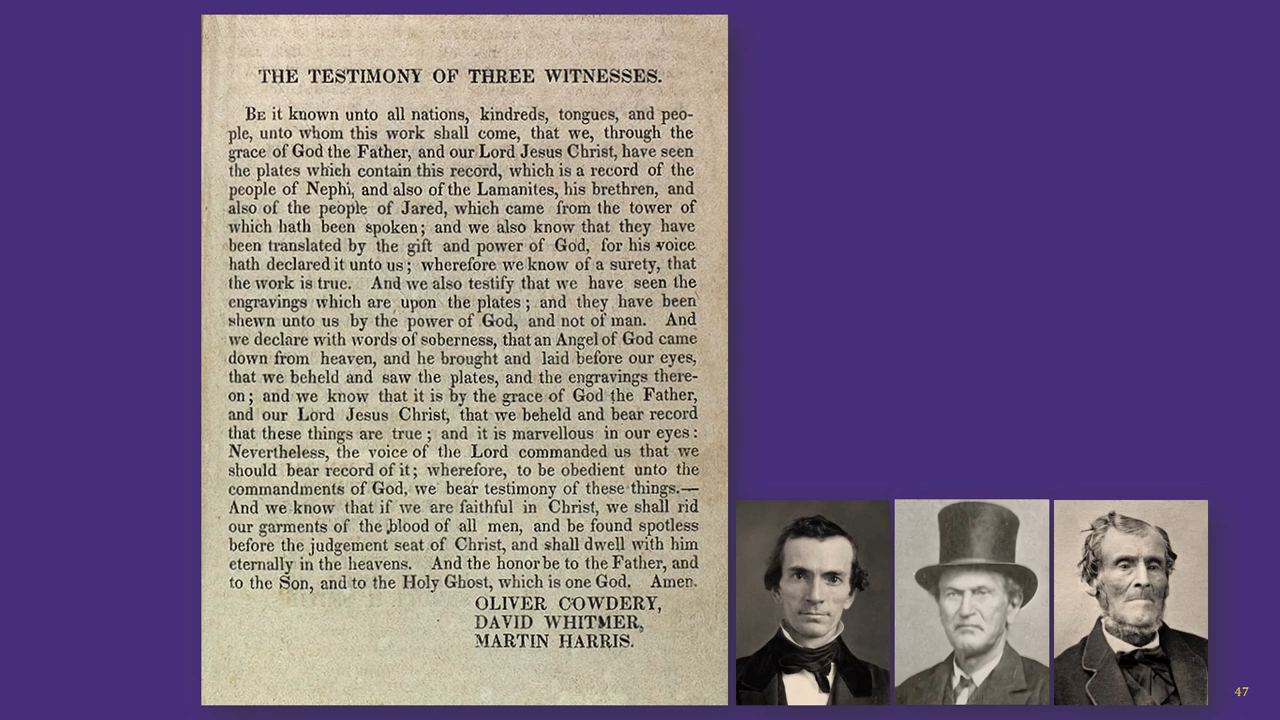 THE TESTIMONY OF THREE WITNESSES.
BE it known unto all nations, kindreds, tongues, and peo-
ple, unto whom this work shall come, that we, through the
grace of God the Father, and our Lord Jesus Christ, have seen
the plates which contain this record, which is a record of the
people of Nephi, and also of the Lamanites, his brethren, and
also of the people of Jared, which came from the tower of
which hath been spoken; and we also know that they have
been translated by the gift and power of God, for his voice
hath declared it unto us; wherefore we know of a surety, that
the work is true. And we also testify that we have seen the
engravings which are upon the plates; and they have been
shewn unto us by the power of God, and not of man. And
we declare with words of soberness, that an Angel of God came
down from heaven, and he brought and laid before our eyes,
that we beheld and saw the plates, and the engravings there-
on; and we know that it is by the grace of God the Father,
and our Lord Jesus Christ, that we beheld and bear record
that these things are true; and it is marvellous in our eyes:
Nevertheless, the voice of the Lord commanded us that we
should bear record of it; wherefore, to be obedient unto the
commandments of God, we bear testimony of these things.—
And we know that if we are faithful in Christ, we shall rid
our garments of the blood of all men, and be found spotless
before the judgement seat of Christ, and shall dwell with him
eternally in the heavens. And the honor be to the Father, and
to the Son, and to the Holy Ghost, which is one God. Amen.
OLIVER COWDERY,
DAVID WHITMER,
MARTIN HARRIS.
47